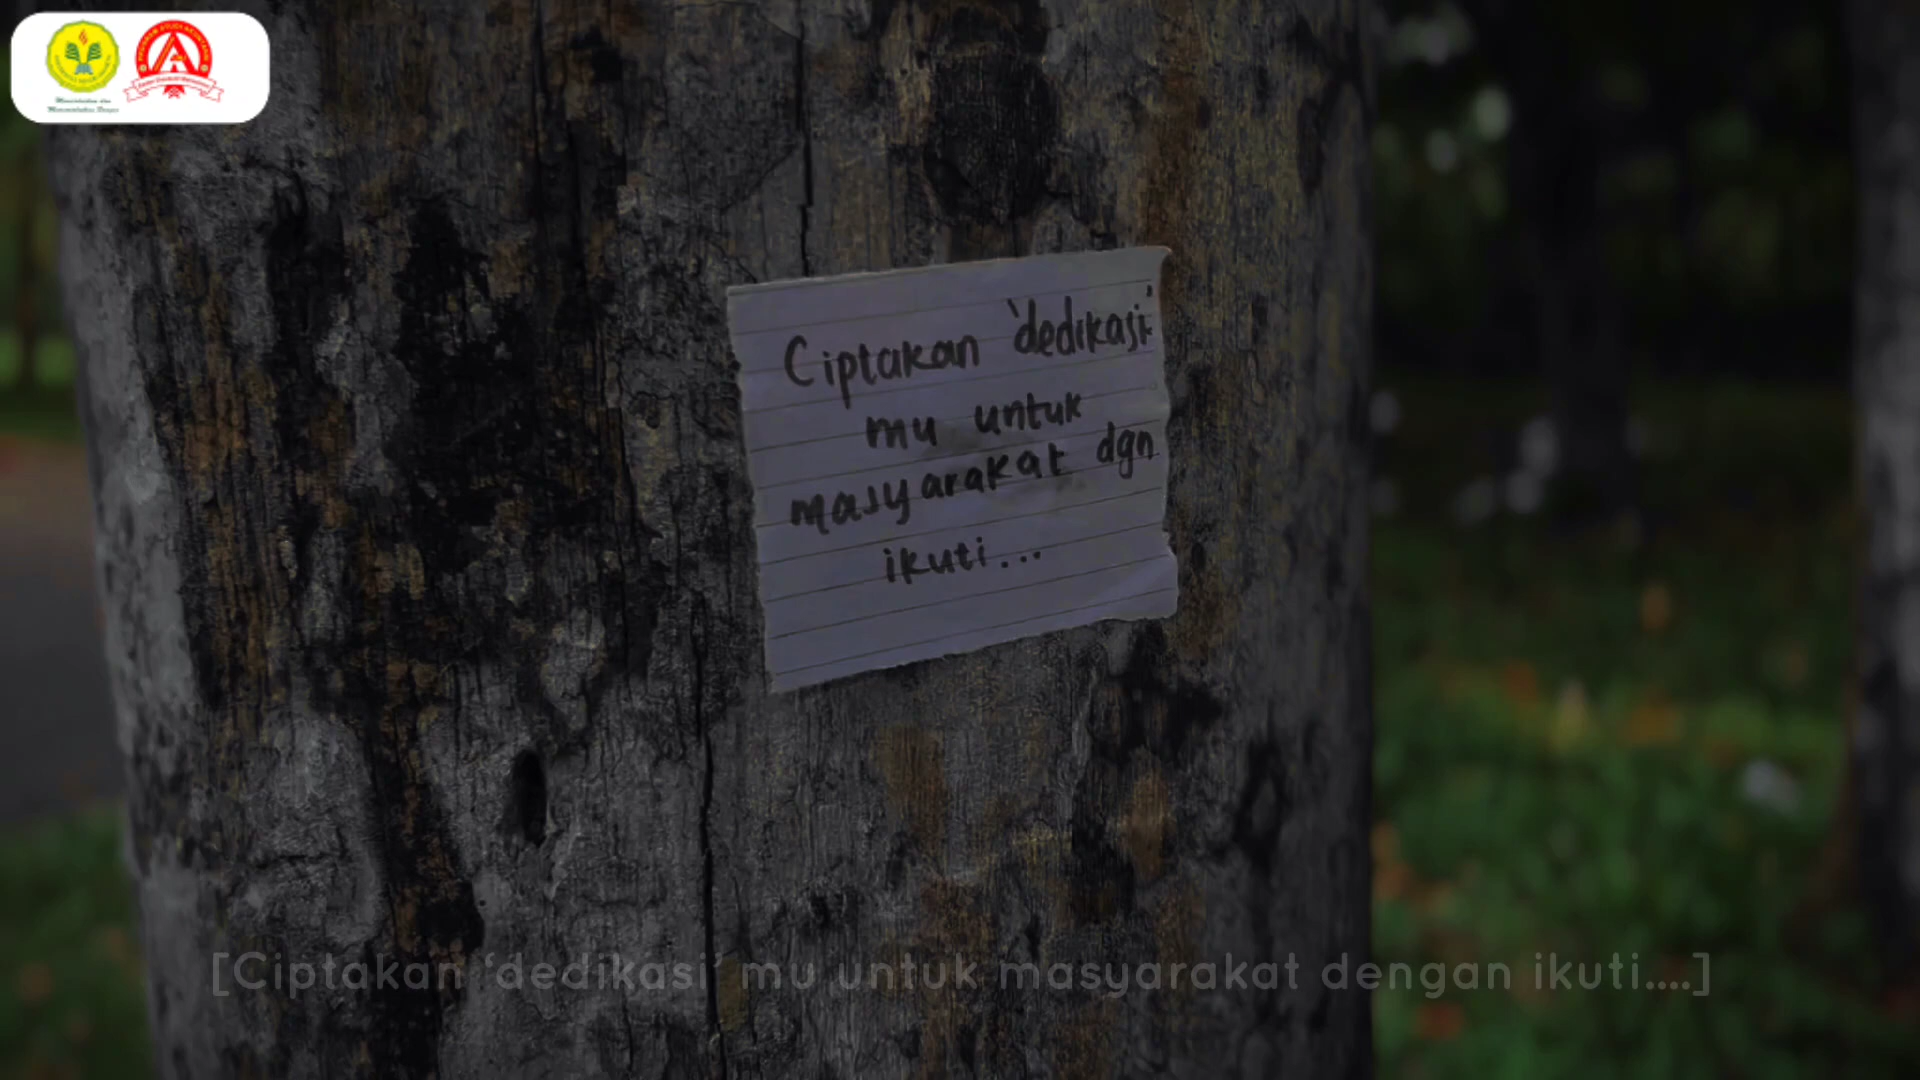 Ciptakan 'dedikasi'
mu untuk
masyarakat dgn
ikuti...
[Ciptakan 'dedikasi' mu untuk masyarakat dengan ikuti....]